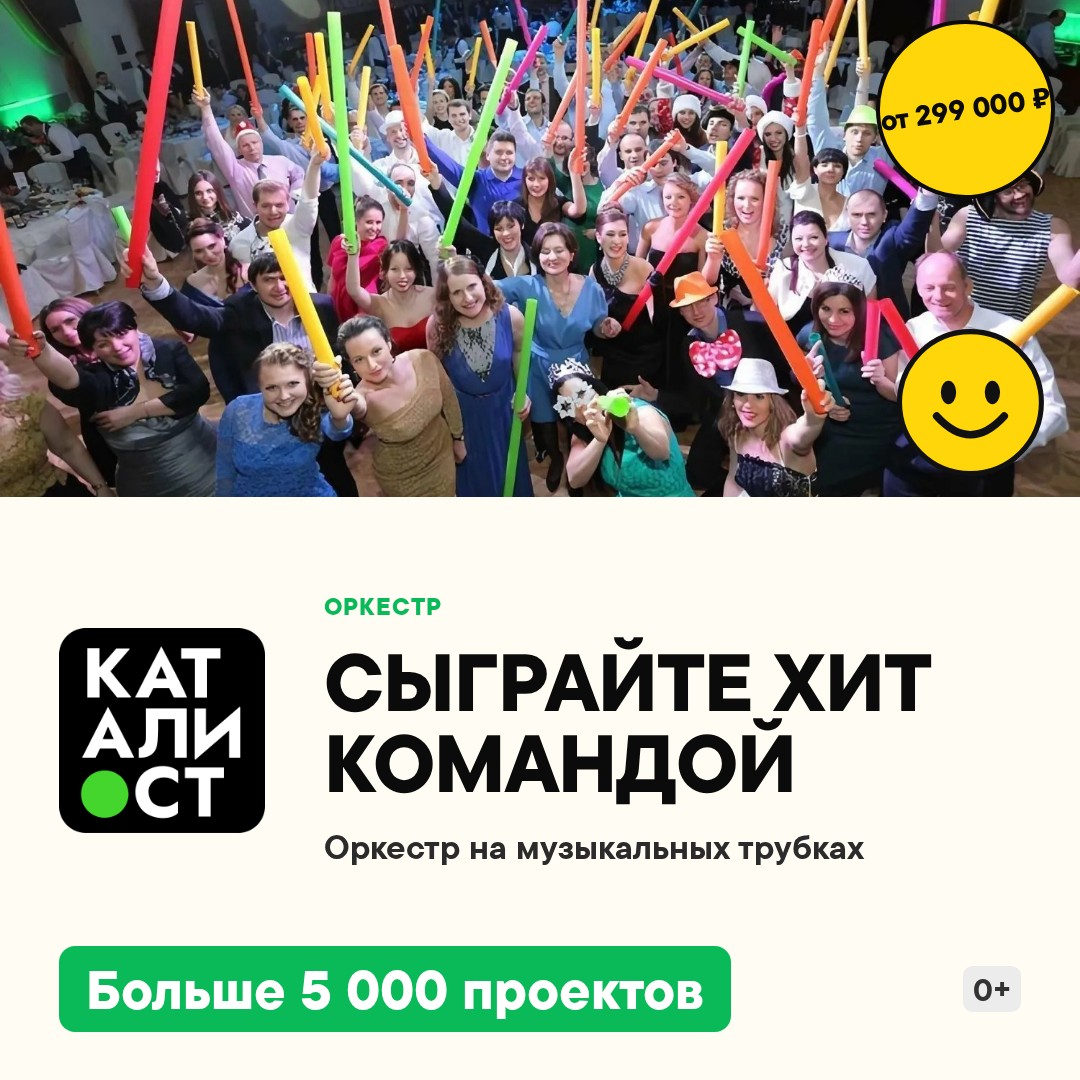 от 299 000 ₽
ОРКЕСТР
КАТ
АЛИ
СТ
СЫГРАЙТЕ ХИТ
КОМАНДОЙ
Оркестр на музыкальных трубках
Больше 5 000 проектов
0+